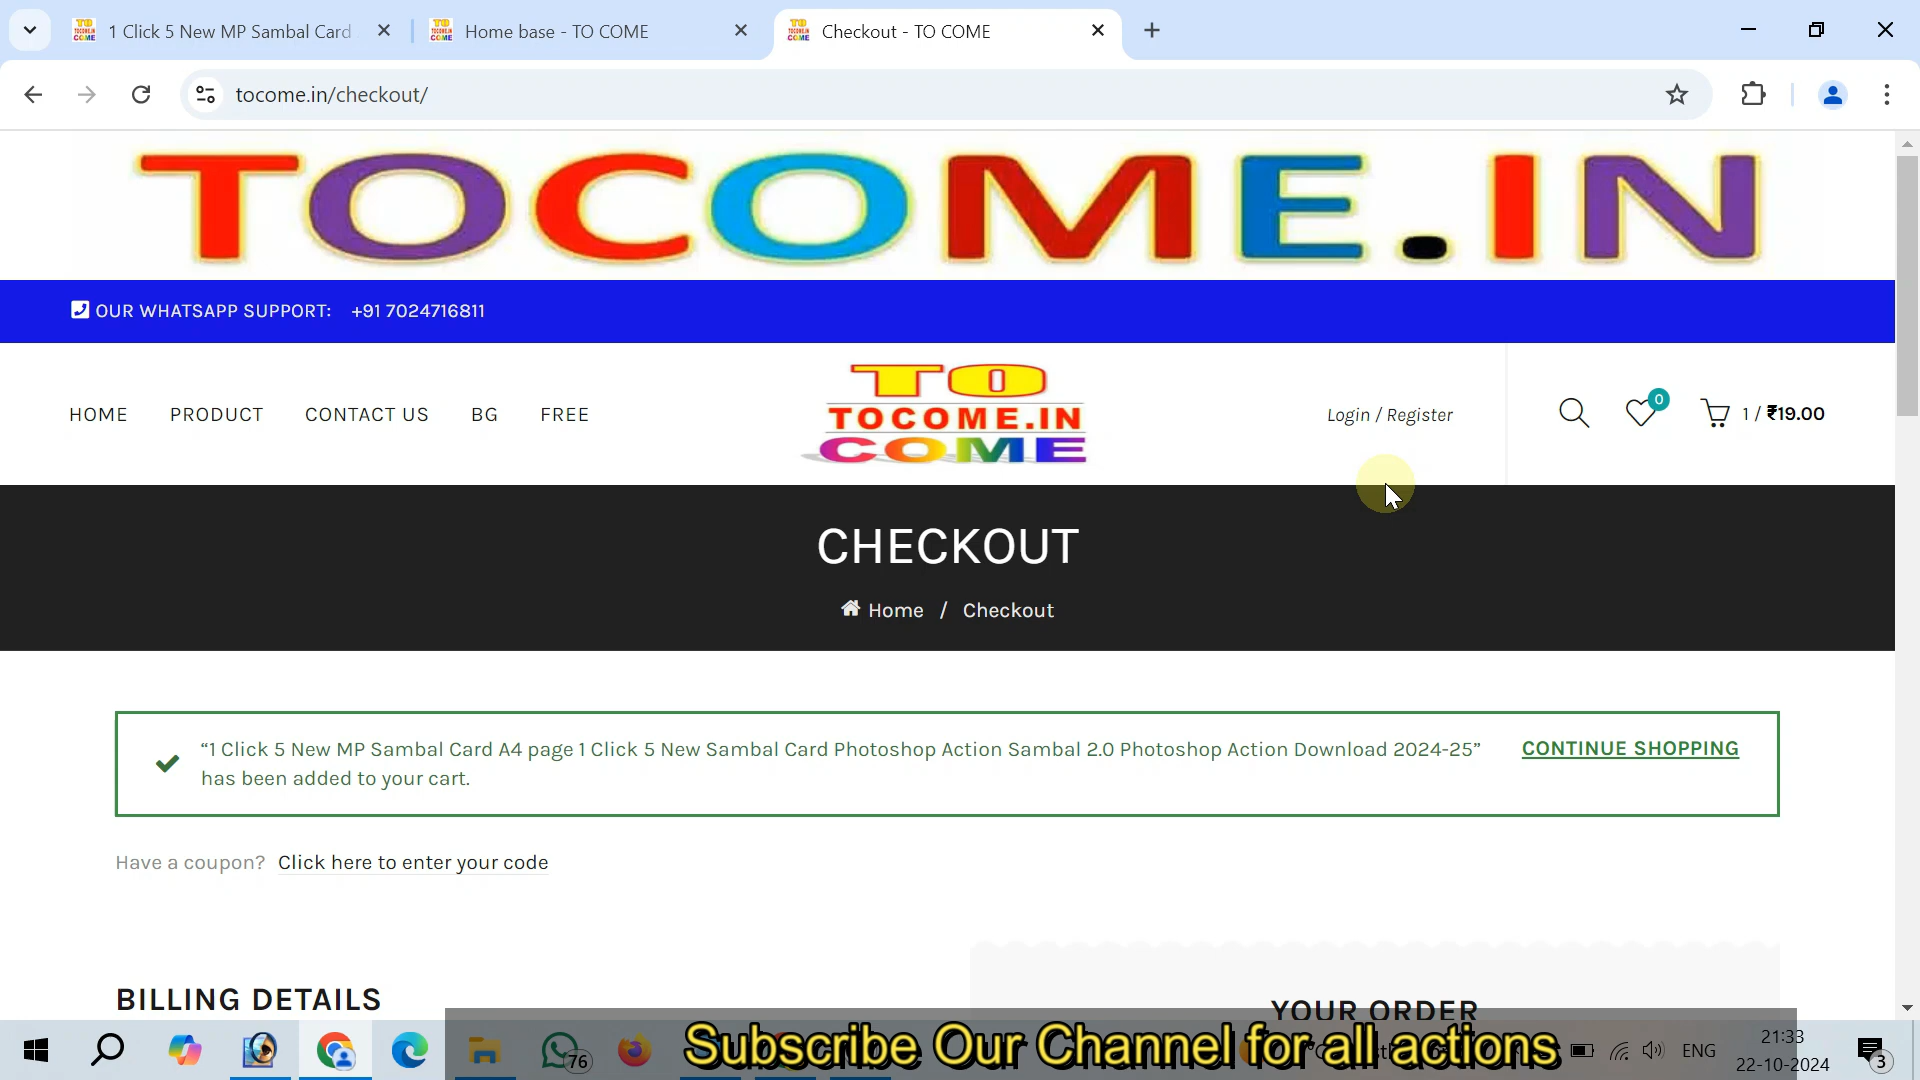 1 Click 5 New MP Sambal Card
Home base - TO COME
Checkout - TO COME
tocome.in/checkout/
TOCOME.IN
OUR WHATSAPP SUPPORT: +91 7024716811
HOME
PRODUCT
CONTACT US
BG
FREE
TO
TOCOME.IN
COME
Login / Register
0
1 / ₹19.00
CHECKOUT
Home / Checkout
“1 Click 5 New MP Sambal Card A4 page 1 Click 5 New Sambal Card Photoshop Action Sambal 2.0 Photoshop Action Download 2024-25”
has been added to your cart.
CONTINUE SHOPPING
Have a coupon? Click here to enter your code
BILLING DETAILS
YOUR ORDER
76
Subscribe Our Channel for all actions
ENG
21:33
22-10-2024
3